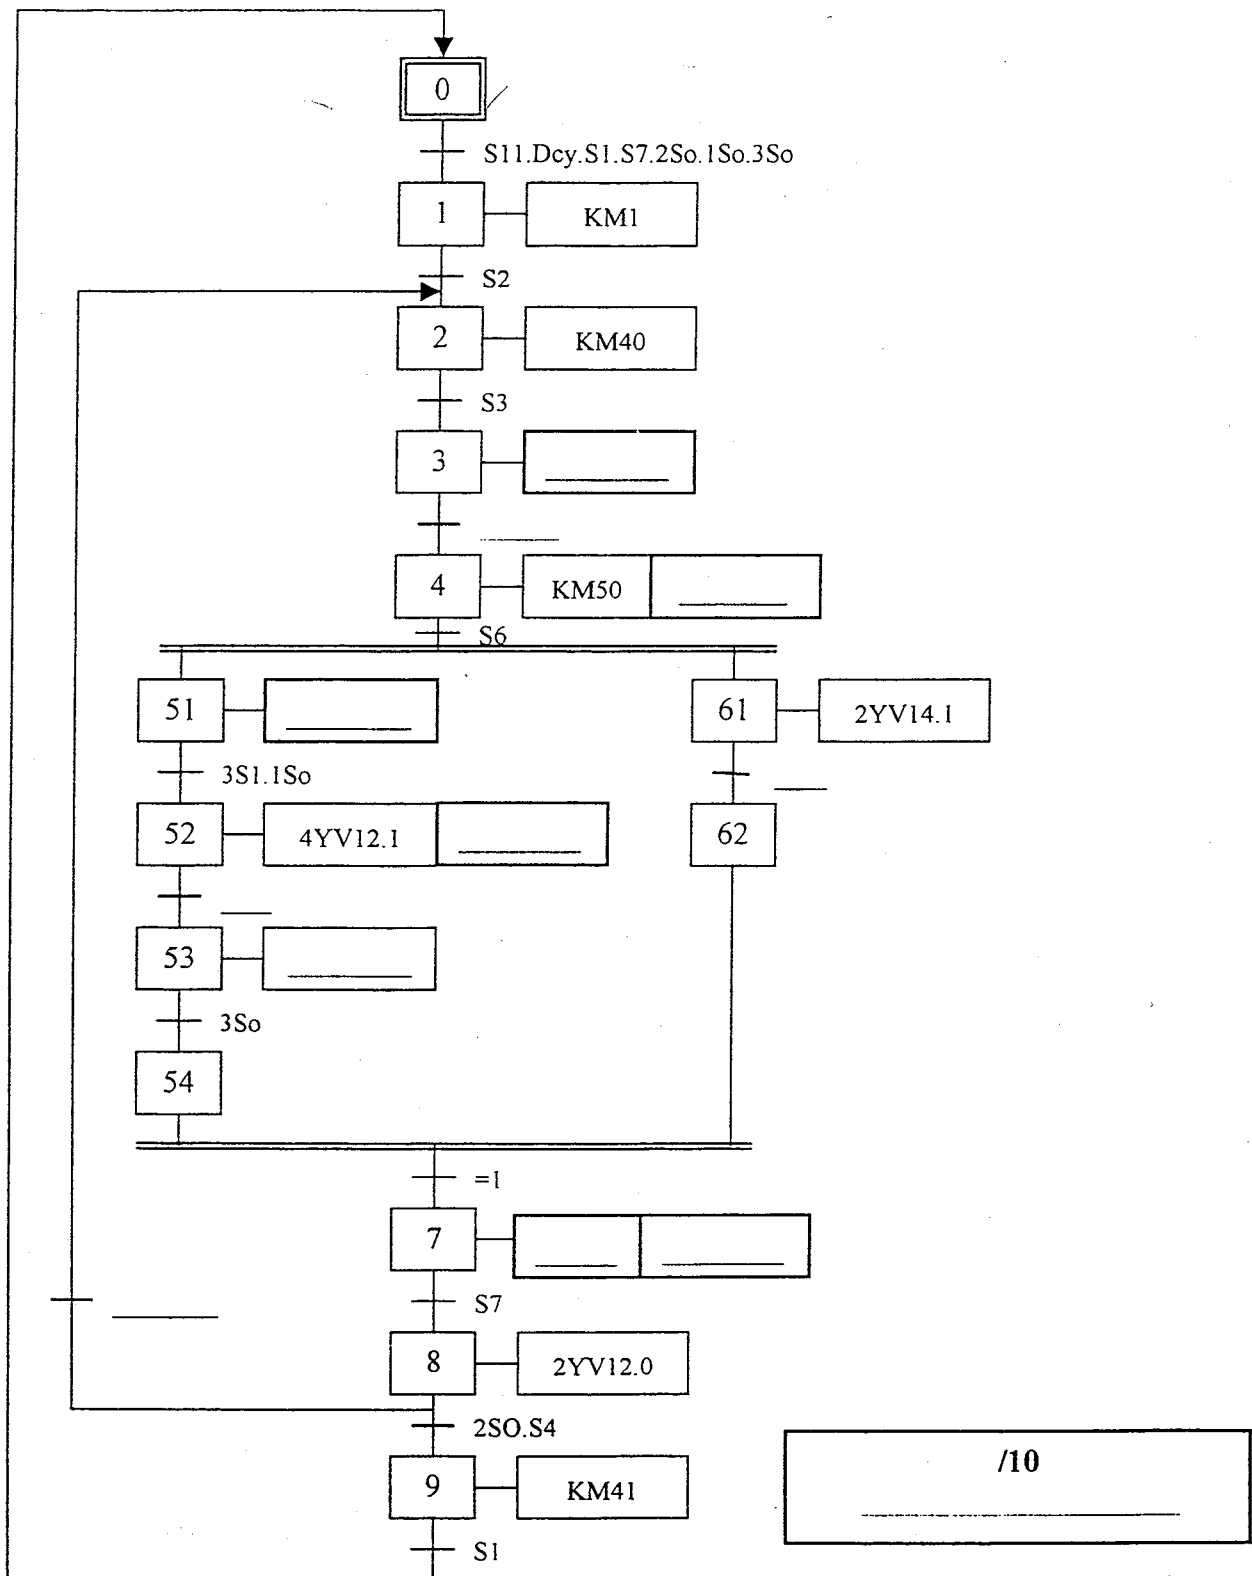 0
S11.Dcy.S1.S7.2So.1So.3So
1 KM1
S2
2 KM40
S3
3
4 KM50
S6
51 61 2YV14.1
3S1.1So
52 4YV12.1 62
53
3So
54
=1
7
S7
8 2YV12.0
2SO.S4
/10
9 KM41
S1